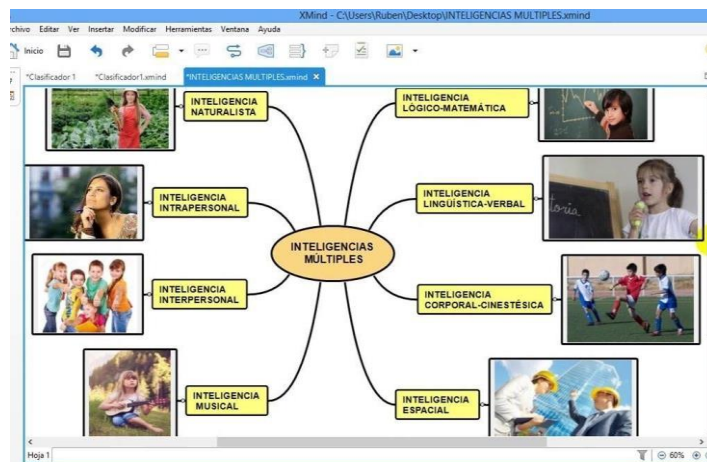 XMind - C:\Users\Ruben\Desktop\INTELIGENCIAS MULTIPLES.xmind
rchivo Editar Ver Insertar Modificar Herramientas Ventana Ayuda
Inicio
*Clasificador 1 *Clasificador1.xmind *INTELIGENCIAS MULTIPLES.xmind
INTELIGENCIA
NATURALISTA
INTELIGENCIA
LÓGICO-MATEMÁTICA
INTELIGENCIA
INTRAPERSONAL
INTELIGENCIA
LINGÜÍSTICA-VERBAL
toria
INTELIGENCIAS
MÚLTIPLES
INTELIGENCIA
INTERPERSONAL
INTELIGENCIA
CORPORAL-CINESTÉSICA
INTELIGENCIA
MUSICAL
INTELIGENCIA
ESPACIAL
Hoja 1
60%